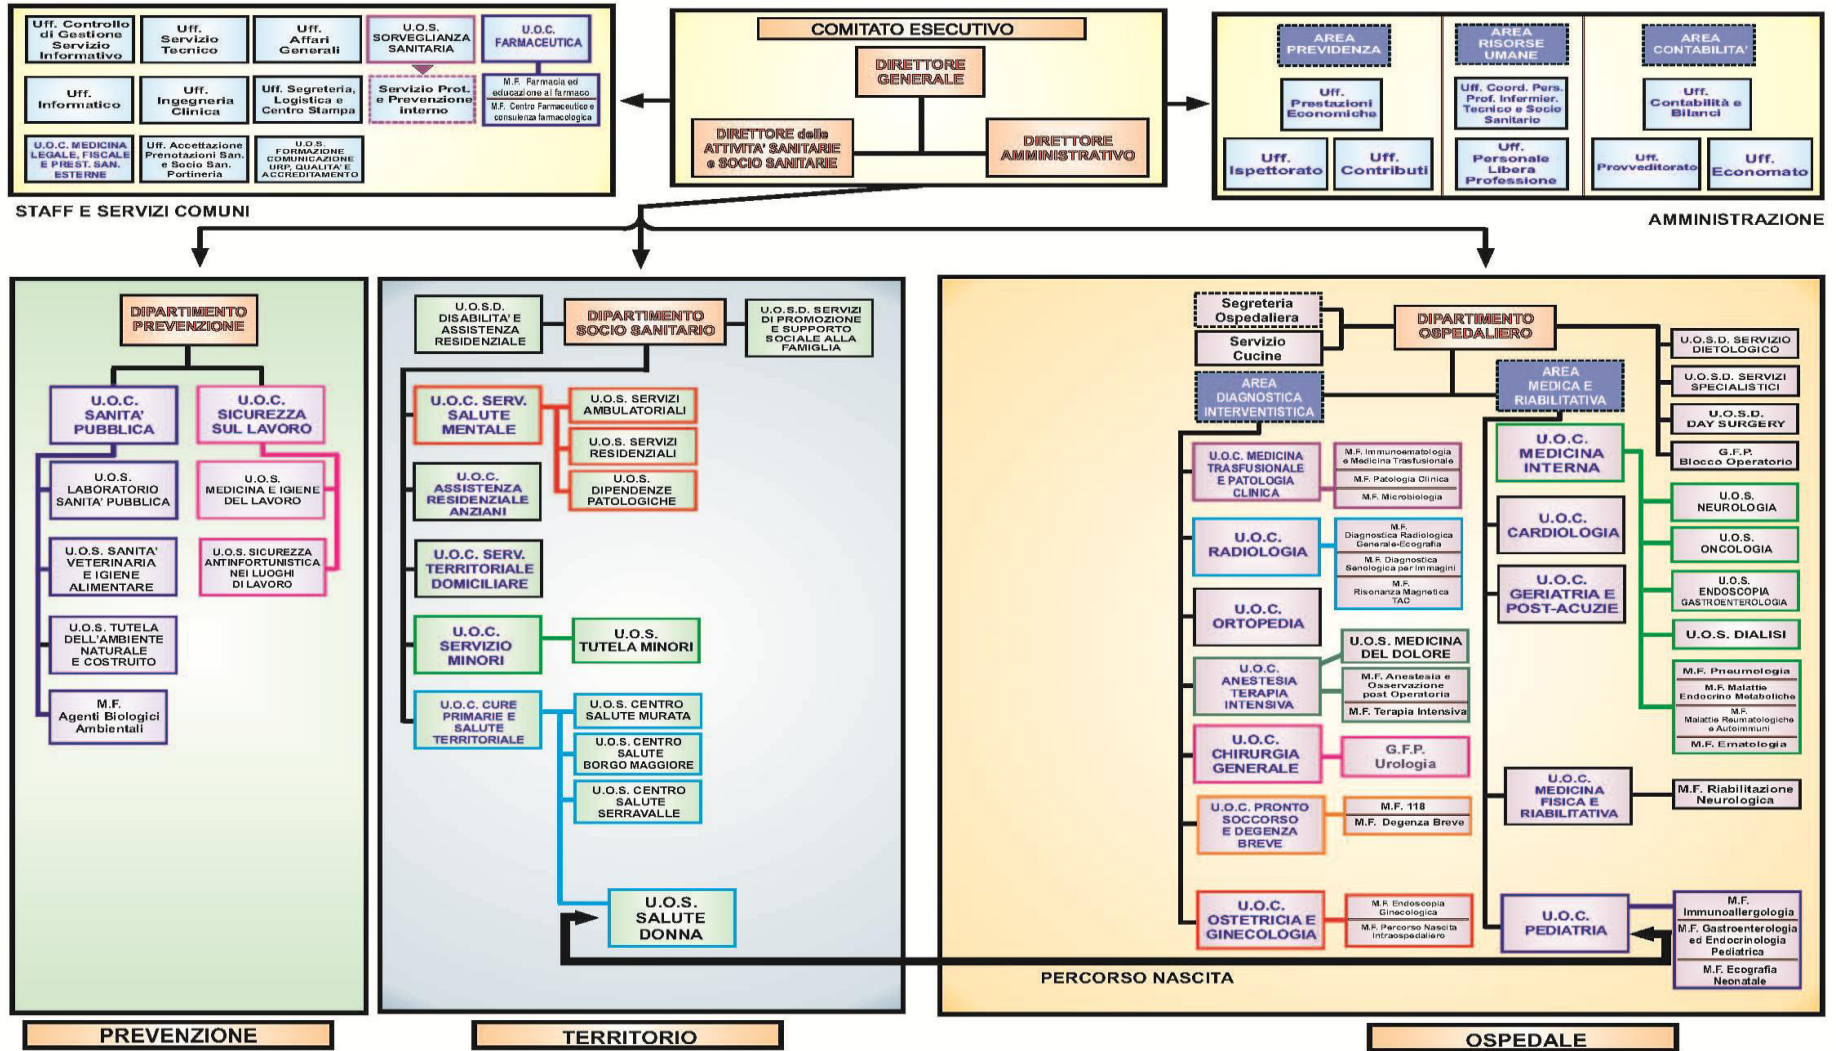 Uff. Controllo
di Gestione
Servizio
Informativo
Uff.
Servizio
Tecnico
Uff.
Affari
Generali
U.O.S.
SORVEGLIANZA
SANITARIA
U.O.C.
FARMACEUTICA
M.F. Farmacia ed
educazione al farmaco
M.F. Centro Farmaceutico e
consulenza farmacologica
Uff.
Informatico
Uff.
Ingegneria
Clinica
Uff. Segreteria,
Logistica e
Centro Stampa
Servizio Prot.
e Prevenzione
interno
U.O.C. MEDICINA
LEGALE, FISCALE
E PREST. SAN.
ESTERNE
Uff. Accettazione
Prenotazioni San.
e Socio San.
Portineria
U.O.S.
FORMAZIONE
COMUNICAZIONE
URP, QUALITA' E
ACCREDITAMENTO
STAFF E SERVIZI COMUNI
COMITATO ESECUTIVO
DIRETTORE
GENERALE
DIRETTORE delle
ATTIVITA' SANITARIE
e SOCIO SANITARIE
DIRETTORE
AMMINISTRATIVO
AREA
PREVIDENZA
AREA
RISORSE
UMANE
AREA
CONTABILITA'
Uff.
Prestazioni
Economiche
Uff. Coord. Pers.
Prof. Infermier.
Tecnico e Socio
Sanitario
Uff.
Contabilità e
Bilanci
Uff.
Ispettorato
Uff.
Contributi
Uff.
Personale
Libera
Professione
Uff.
Provveditorato
Uff.
Economato
AMMINISTRAZIONE
DIPARTIMENTO
PREVENZIONE
U.O.C.
SANITA'
PUBBLICA
U.O.C.
SICUREZZA
SUL LAVORO
U.O.S.
LABORATORIO
SANITA' PUBBLICA
U.O.S.
MEDICINA E IGIENE
DEL LAVORO
U.O.S. SANITA'
VETERINARIA
E IGIENE
ALIMENTARE
U.O.S. SICUREZZA
ANTINFORTUNISTICA
NEI LUOGHI
DI LAVORO
U.O.S. TUTELA
DELL'AMBIENTE
NATURALE
E COSTRUITO
M.F.
Agenti Biologici
Ambientali
PREVENZIONE
U.O.S.D.
DISABILITA' E
ASSISTENZA
RESIDENZIALE
DIPARTIMENTO
SOCIO SANITARIO
U.O.S.D. SERVIZI
DI PROMOZIONE
E SUPPORTO
SOCIALE ALLA
FAMIGLIA
U.O.C. SERV.
SALUTE
MENTALE
U.O.S. SERVIZI
AMBULATORIALI
U.O.S. SERVIZI
RESIDENZIALI
U.O.S.
DIPENDENZE
PATOLOGICHE
U.O.C.
ASSISTENZA
RESIDENZIALE
ANZIANI
U.O.C. SERV.
TERRITORIALE
DOMICILIARE
U.O.C.
SERVIZIO
MINORI
U.O.S.
TUTELA MINORI
U.O.C. CURE
PRIMARIE E
SALUTE
TERRITORIALE
U.O.S. CENTRO
SALUTE MURATA
U.O.S. CENTRO
SALUTE
BORGO MAGGIORE
U.O.S. CENTRO
SALUTE
SERRAVALLE
U.O.S.
SALUTE
DONNA
TERRITORIO
Segreteria
Ospedaliera
Servizio
Cucine
DIPARTIMENTO
OSPEDALIERO
U.O.S.D. SERVIZIO
DIETOLOGICO
U.O.S.D. SERVIZI
SPECIALISTICI
U.O.S.D.
DAY SURGERY
G.F.P.
Blocco Operatorio
AREA
DIAGNOSTICA
INTERVENTISTICA
AREA
MEDICA E
RIABILITATIVA
U.O.C. MEDICINA
TRASFUSIONALE
E PATOLOGIA
CLINICA
M.F. Immunoematologia
e Medicina Trasfusionale
M.F. Patologia Clinica
M.F. Microbiologia
U.O.C.
RADIOLOGIA
M.F.
Diagnostica Radiologica
Generale-Ecografia
M.F. Diagnostica
Senologica per Immagini
M.F.
Risonanza Magnetica
TAC
U.O.C.
ORTOPEDIA
U.O.C.
ANESTESIA
TERAPIA
INTENSIVA
U.O.S. MEDICINA
DEL DOLORE
M.F. Anestesia e
Osservazione
post Operatoria
M.F. Terapia Intensiva
U.O.C.
CHIRURGIA
GENERALE
G.F.P.
Urologia
U.O.C. PRONTO
SOCCORSO
E DEGENZA
BREVE
M.F. 118
M.F. Degenza Breve
U.O.C.
OSTETRICIA E
GINECOLOGIA
M.F. Endoscopia
Ginecologica
M.F. Percorso Nascita
Intraospedaliero
U.O.C.
MEDICINA
INTERNA
U.O.S.
NEUROLOGIA
U.O.S.
ONCOLOGIA
U.O.S.
ENDOSCOPIA
GASTROENTEROLOGIA
U.O.S. DIALISI
M.F. Pneumologia
M.F. Malattie
Endocrino Metaboliche
M.F.
Malattie Reumatologiche
e Autoimmuni
M.F. Ematologia
U.O.C.
CARDIOLOGIA
U.O.C.
GERIATRIA E
POST-ACUZIE
U.O.C.
MEDICINA
FISICA E
RIABILITATIVA
M.F. Riabilitazione
Neurologica
U.O.C.
PEDIATRIA
M.F.
Immunoallergologia
M.F. Gastroenterologia
ed Endocrinologia
Pediatrica
M.F. Ecografia
Neonatale
PERCORSO NASCITA
OSPEDALE